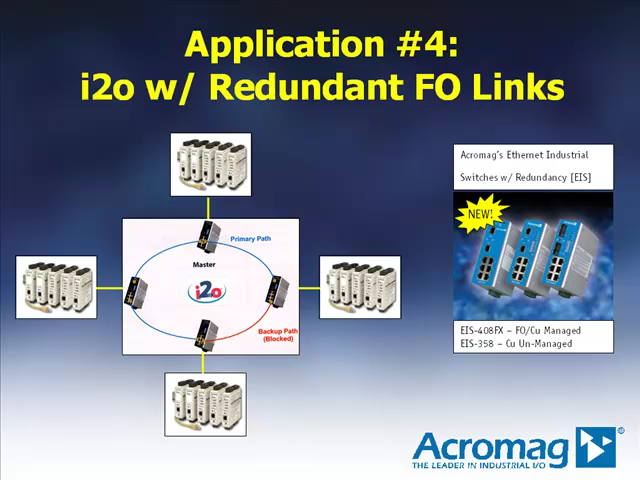 Application #4:
i2o w/ Redundant FO Links
Acromag's Ethernet Industrial
Switches w/ Redundancy [EIS]
NEW!
Primary Path
Master
i2o
Backup Path
(Blocked)
EIS-408FX – FO/Cu Managed
EIS-358 – Cu Un-Managed
Acromag
THE LEADER IN INDUSTRIAL I/O